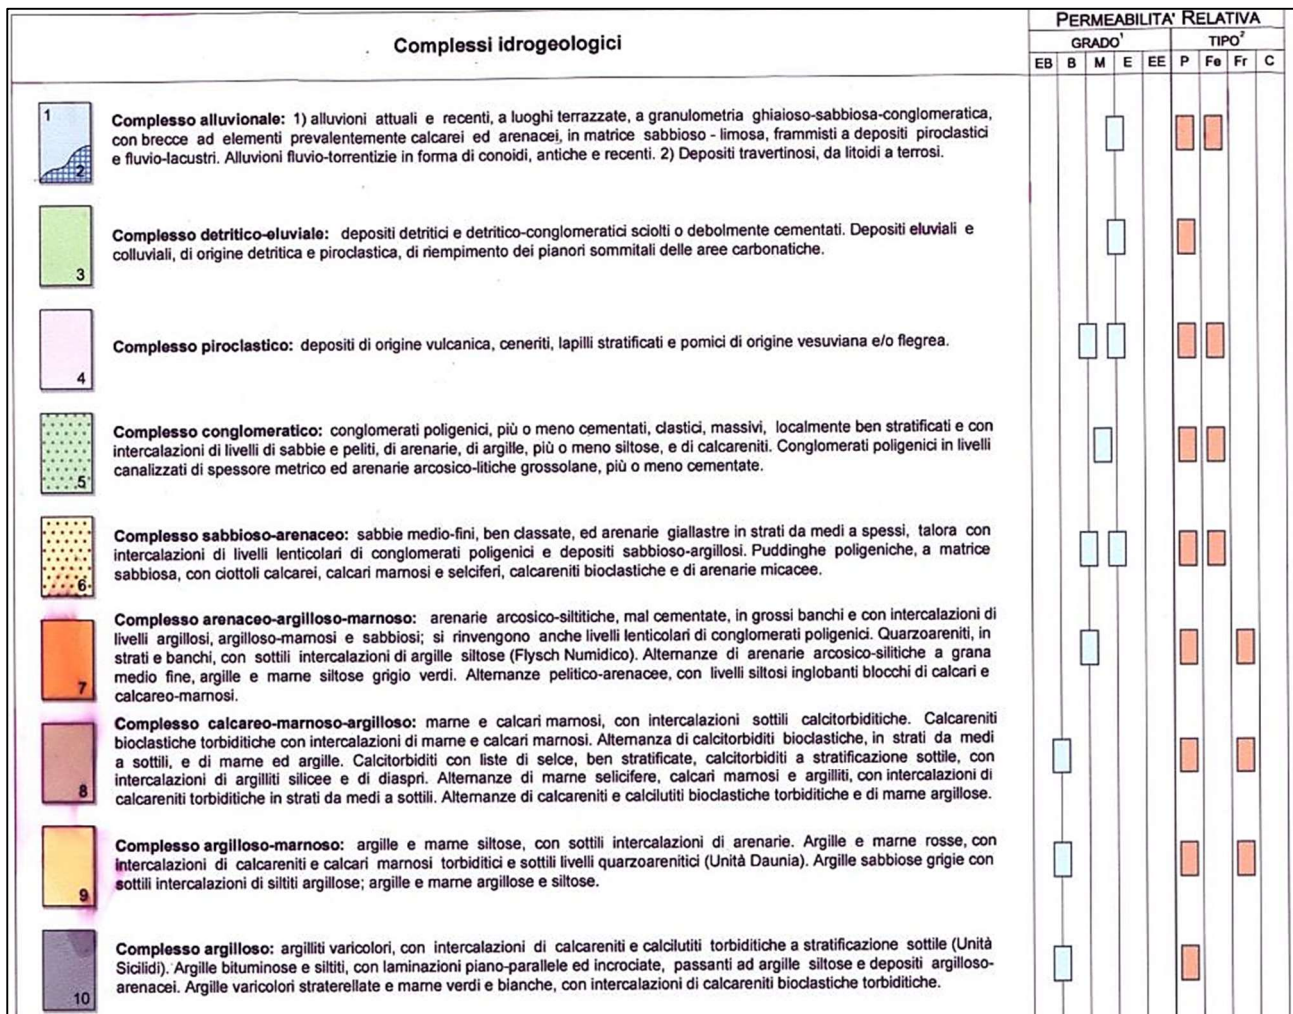 Complessi idrogeologici
PERMEABILITA' RELATIVA
GRADO¹ TIPO²
EB B M E EE P Fe Fr C
1
2
Complesso alluvionale: 1) alluvioni attuali e recenti, a luoghi terrazzate, a granulometria ghiaioso-sabbiosa-conglomeratica,
con brecce ad elementi prevalentemente calcarei ed arenacei, in matrice sabbioso - limosa, frammisti a depositi piroclastici
e fluvio-lacustri. Alluvioni fluvio-torrentizie in forma di conoidi, antiche e recenti. 2) Depositi travertinosi, da litoidi a terrosi.
3
Complesso detritico-eluviale: depositi detritici e detritico-conglomeratici sciolti o debolmente cementati. Depositi eluviali e
colluviali, di origine detritica e piroclastica, di riempimento dei pianori sommitali delle aree carbonatiche.
4
Complesso piroclastico: depositi di origine vulcanica, ceneriti, lapilli stratificati e pomici di origine vesuviana e/o flegrea.
5
Complesso conglomeratico: conglomerati poligenici, più o meno cementati, clastici, massivi, localmente ben stratificati e con
intercalazioni di livelli di sabbie e peliti, di arenarie, di argille, più o meno siltose, e di calcareniti. Conglomerati poligenici in livelli
canalizzati di spessore metrico ed arenarie arcosico-litiche grossolane, più o meno cementate.
6
Complesso sabbioso-arenaceo: sabbie medio-fini, ben classate, ed arenarie giallastre in strati da medi a spessi, talora con
intercalazioni di livelli lenticolari di conglomerati poligenici e depositi sabbioso-argillosi. Puddinghe poligeniche, a matrice
sabbiosa, con ciottoli calcarei, calcari marnosi e selciferi, calcareniti bioclastiche e di arenarie micacee.
7
Complesso arenaceo-argilloso-marnoso: arenarie arcosico-siltitiche, mal cementate, in grossi banchi e con intercalazioni di
livelli argillosi, argilloso-marnosi e sabbiosi; si rinvengono anche livelli lenticolari di conglomerati poligenici. Quarzoareniti, in
strati e banchi, con sottili intercalazioni di argille siltose (Flysch Numidico). Alternanze di arenarie arcosico-silitiche a grana
medio fine, argille e marne siltose grigio verdi. Alternanze pelitico-arenacee, con livelli siltosi inglobanti blocchi di calcari e
calcareo-marnosi.
8
Complesso calcareo-marnoso-argilloso: marne e calcari marnosi, con intercalazioni sottili calcitorbiditiche. Calcareniti
bioclastiche torbiditiche con intercalazioni di marne e calcari marnosi. Alternanza di calcitorbiditi bioclastiche, in strati da medi
a sottili, e di marne ed argille. Calcitorbiditi con liste di selce, ben stratificate, calcitorbiditi a stratificazione sottile, con
intercalazioni di argilliti silicee e di diaspri. Alternanze di marne selicifere, calcari marnosi e argilliti, con intercalazioni di
calcareniti torbiditiche in strati da medi a sottili. Alternanze di calcareniti e calcilutiti bioclastiche torbiditiche e di marne argillose.
9
Complesso argilloso-marnoso: argille e marne siltose, con sottili intercalazioni di arenarie. Argille e marne rosse, con
intercalazioni di calcareniti e calcari marnosi torbiditici e sottili livelli quarzoarenitici (Unità Daunia). Argille sabbiose grigie con
sottili intercalazioni di siltiti argillose; argille e marne argillose e siltose.
10
Complesso argilloso: argilliti varicolori, con intercalazioni di calcareniti e calcilutiti torbiditiche a stratificazione sottile (Unità
Sicilidi). Argille bituminose e siltiti, con laminazioni piano-parallele ed incrociate, passanti ad argille siltose e depositi argilloso-
arenacei. Argille varicolori straterellate e marne verdi e bianche, con intercalazioni di calcareniti bioclastiche torbiditiche.